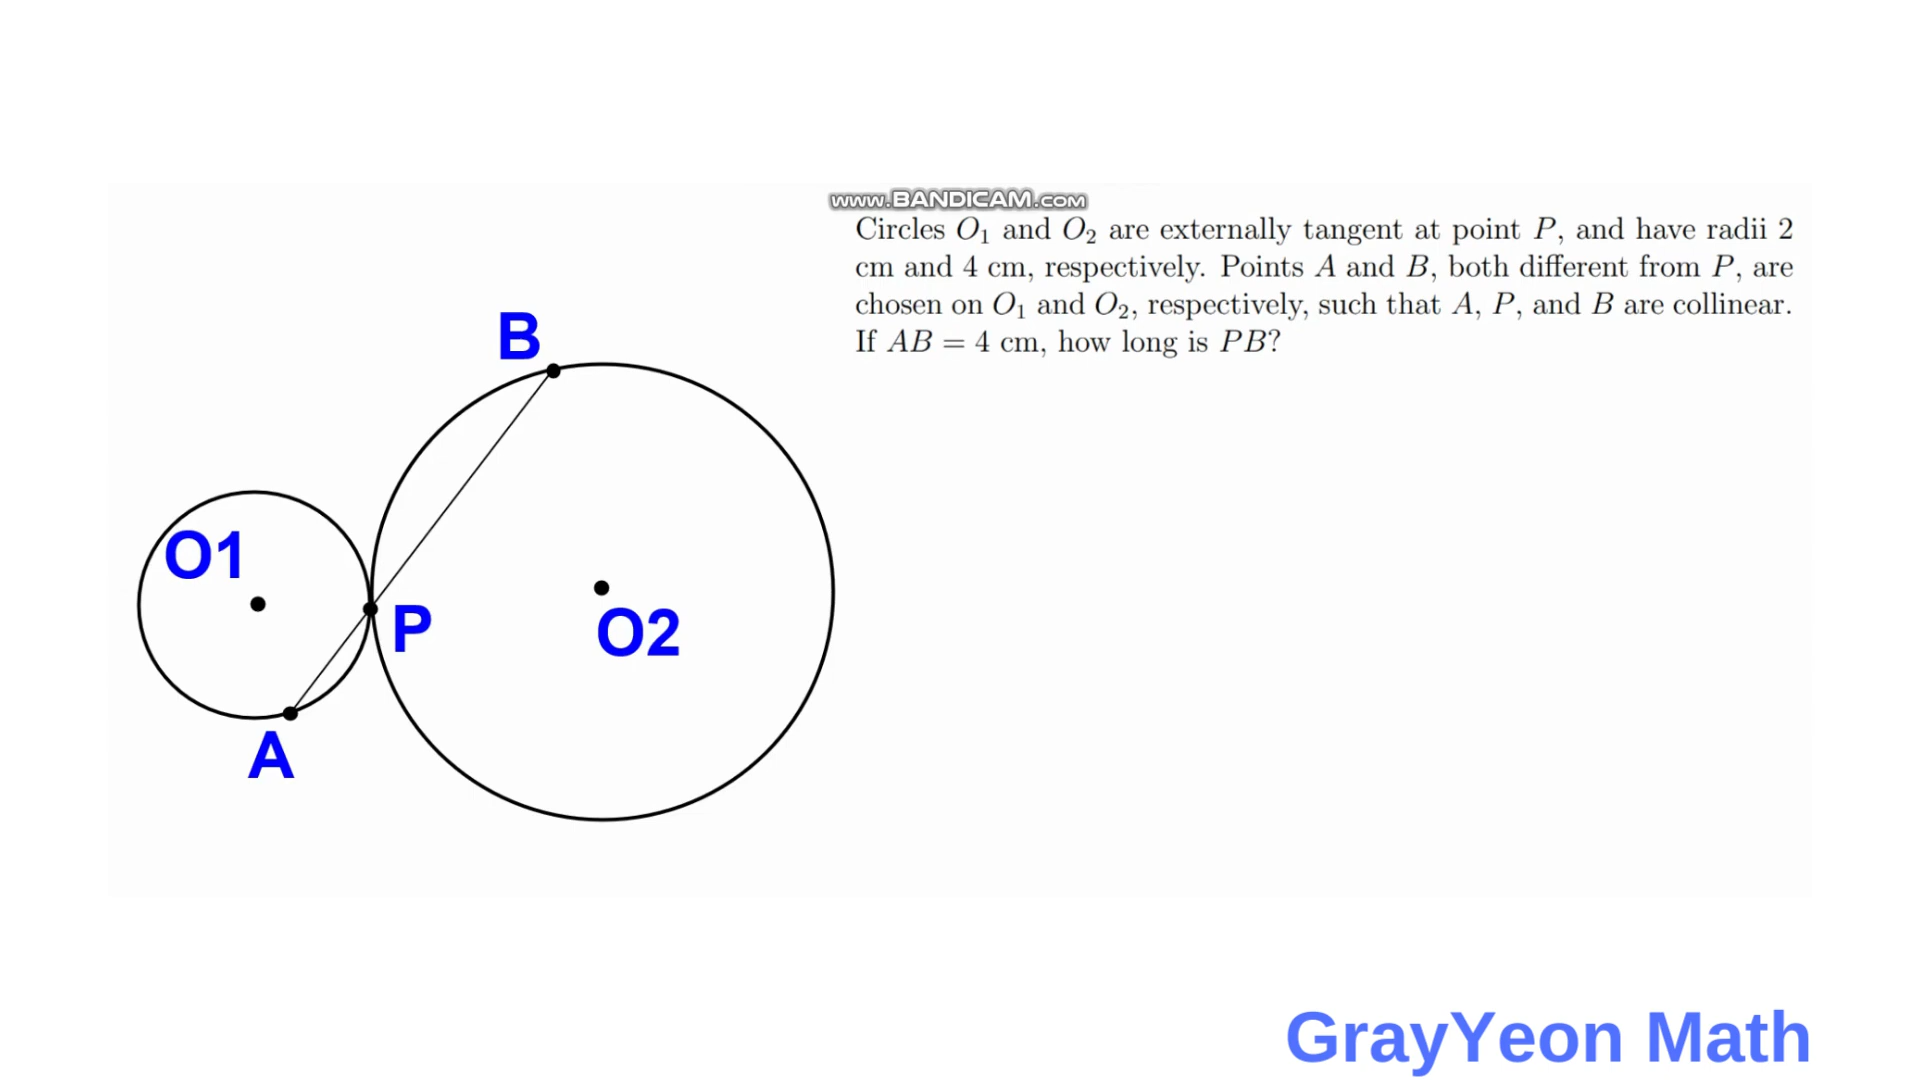 www.BANDICAM.com
Circles O₁ and O₂ are externally tangent at point P, and have radii 2
cm and 4 cm, respectively. Points A and B, both different from P, are
chosen on O₁ and O₂, respectively, such that A, P, and B are collinear.
If AB = 4 cm, how long is PB?
B
O1
P
O2
A
GrayYeon Math